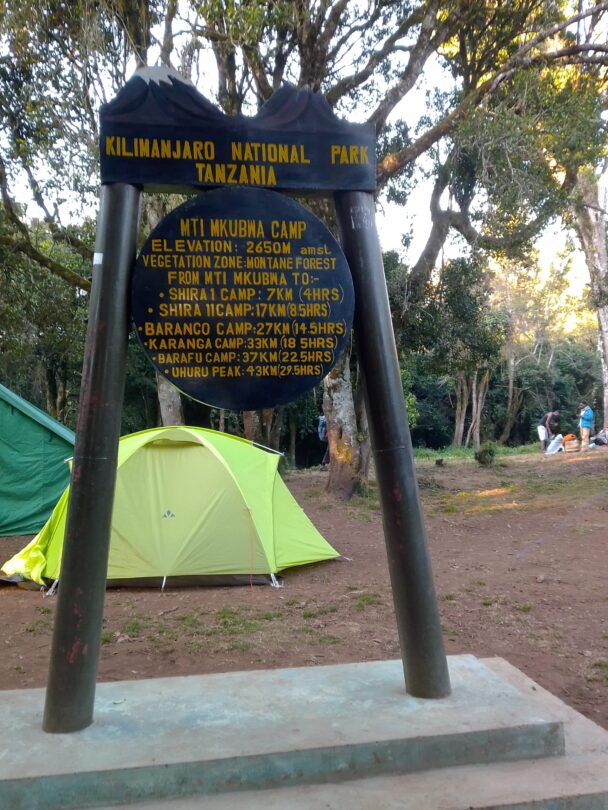 KILIMANJARO NATIONAL PARK
TANZANIA
MTI MKUBWA CAMP
ELEVATION: 2650M amsl
VEGETATION ZONE: MONTANE FOREST
FROM MTI MKUBWA TO:-
• SHIRA 1 CAMP: 7KM (4HRS)
• SHIRA 11 CAMP: 17KM (8.5HRS)
• BARANCO CAMP: 27KM (14.5HRS)
• KARANGA CAMP: 33KM (18 5HRS)
• BARAFU CAMP: 37KM (22.5HRS)
• UHURU PEAK: 43KM (29.5HRS)